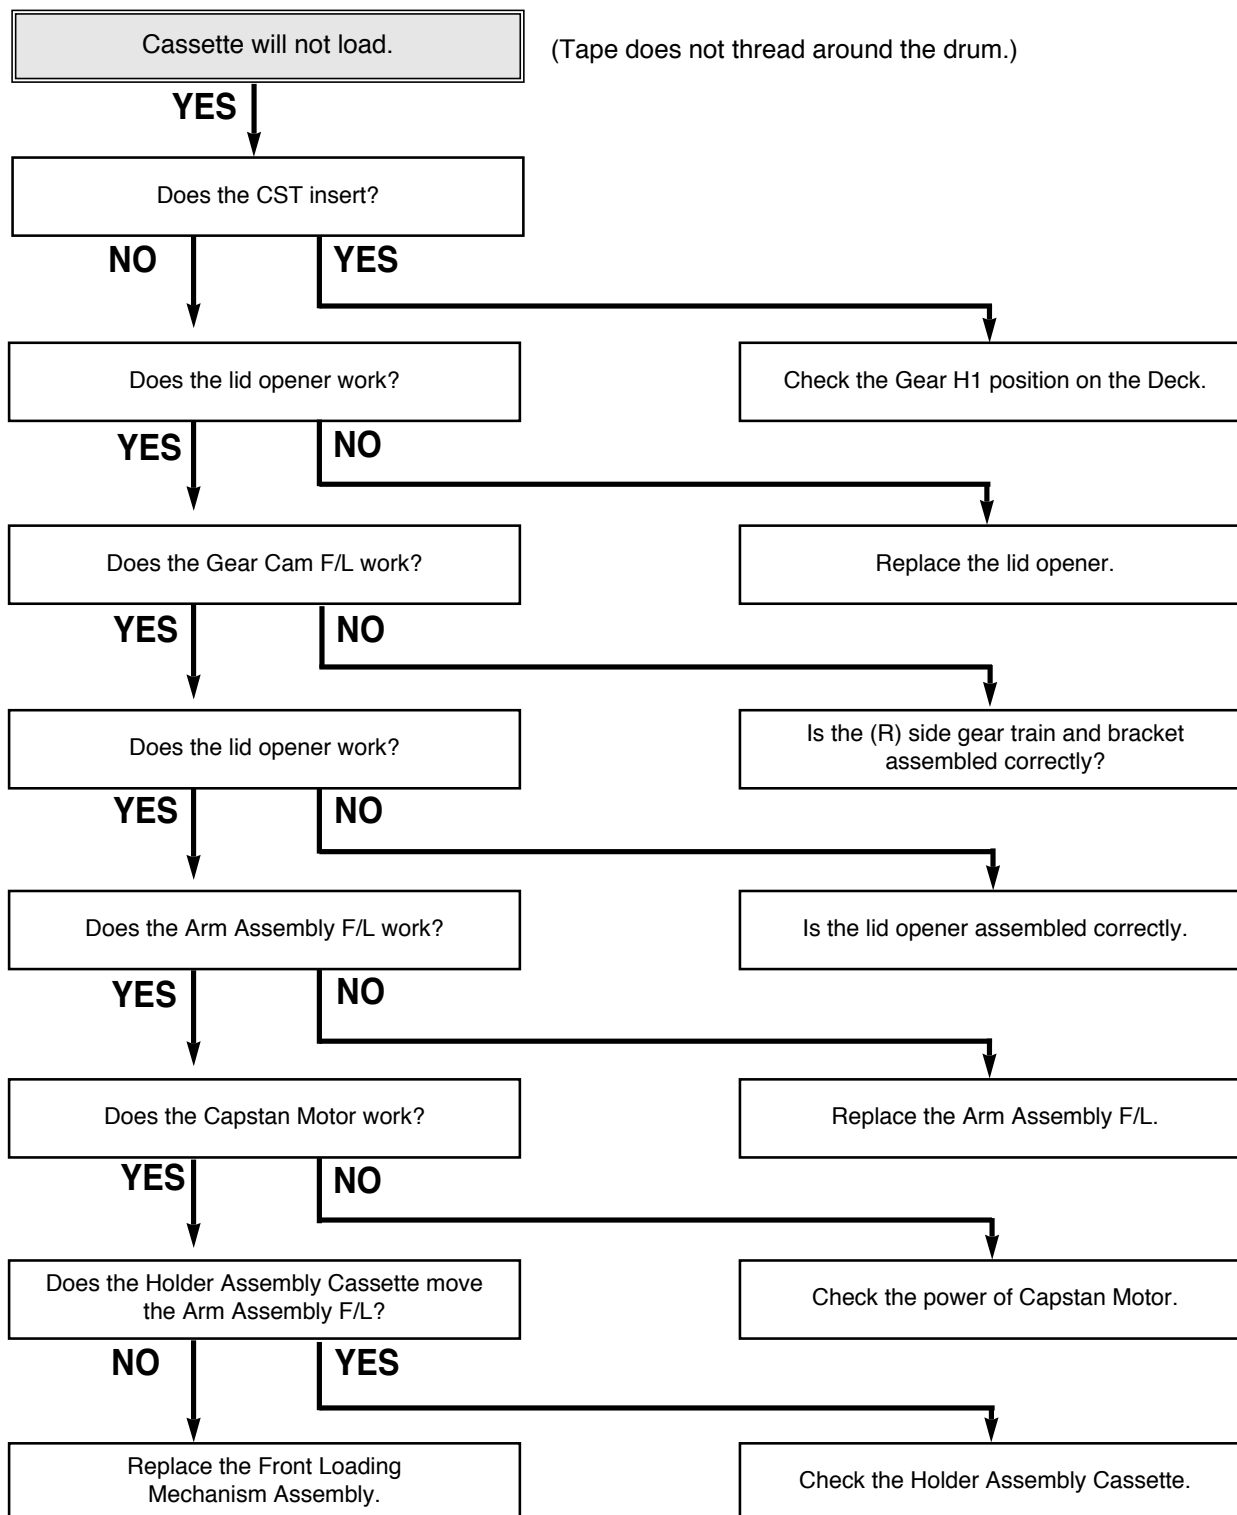 Cassette will not load.
(Tape does not thread around the drum.)
YES
Does the CST insert?
NO
YES
Does the lid opener work?
Check the Gear H1 position on the Deck.
YES
NO
Does the Gear Cam F/L work?
Replace the lid opener.
YES
NO
Does the lid opener work?
Is the (R) side gear train and bracket
assembled correctly?
YES
NO
Does the Arm Assembly F/L work?
Is the lid opener assembled correctly.
YES
NO
Does the Capstan Motor work?
Replace the Arm Assembly F/L.
YES
NO
Does the Holder Assembly Cassette move
the Arm Assembly F/L?
Check the power of Capstan Motor.
NO
YES
Replace the Front Loading
Mechanism Assembly.
Check the Holder Assembly Cassette.